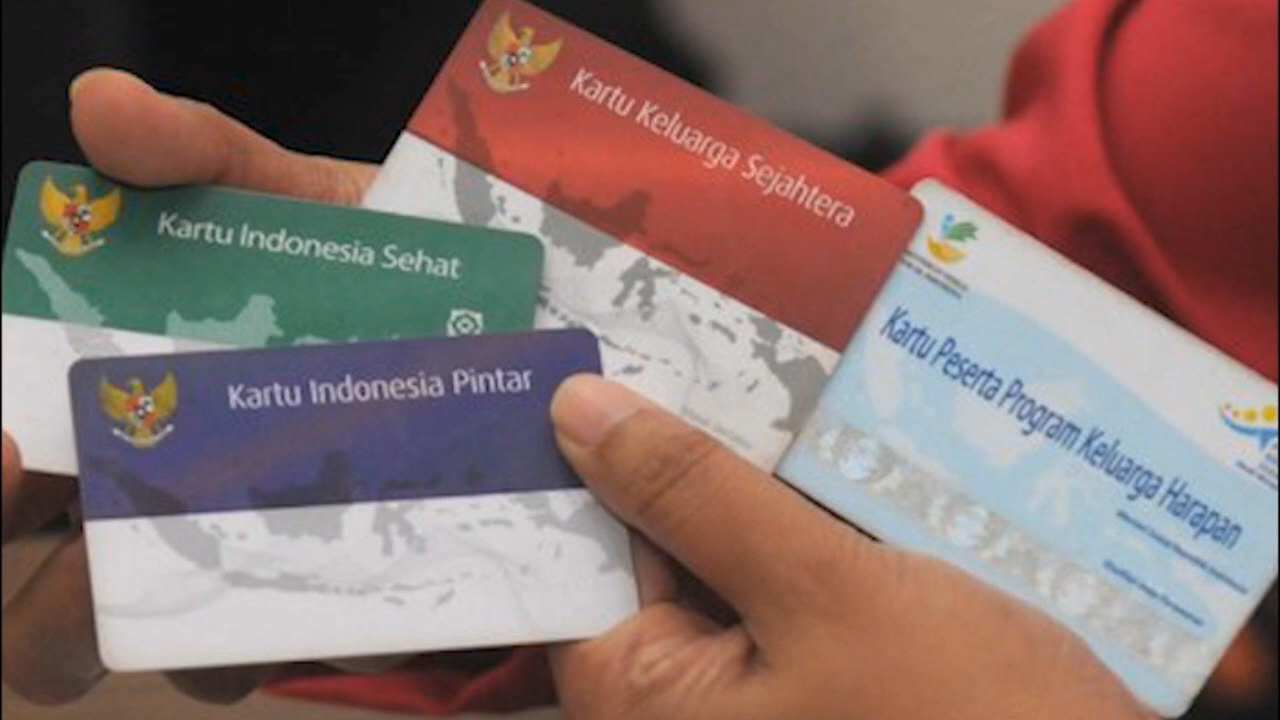 Kartu Keluarga Sejahtera
Kartu Indonesia Sehat
Kartu Indonesia Pintar
Kartu Peserta Program Keluarga Harapan